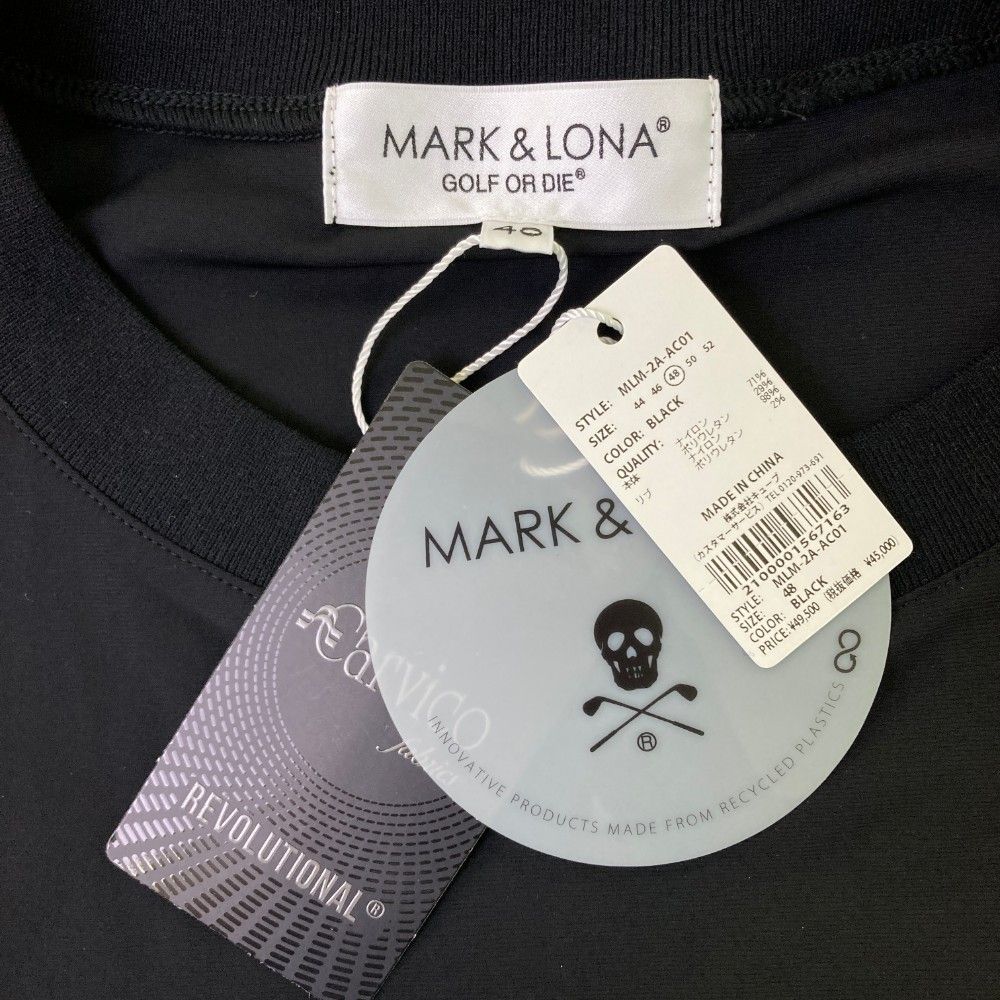 MARK & LONA®
GOLF OR DIE®
STYLE: MLM-2A-AC01
SIZE: 44 46 48 50 52
COLOR: BLACK
QUALITY:
本体 ナイロン 71%
ポリウレタン 29%
リブ ナイロン 98%
ポリウレタン 2%
MADE IN CHINA
株式会社キューブ
(カスタマーサービス) TEL 0120-973-691
2100001567163
STYLE: MLM-2A-AC01
SIZE: 48
COLOR: BLACK
PRICE: ¥49,500 (税抜価格 ¥45,000)
MARK &
®
INNOVATIVE PRODUCTS MADE FROM RECYCLED PLASTICS
Carvico
fabrics
REVOLUTIONAL®